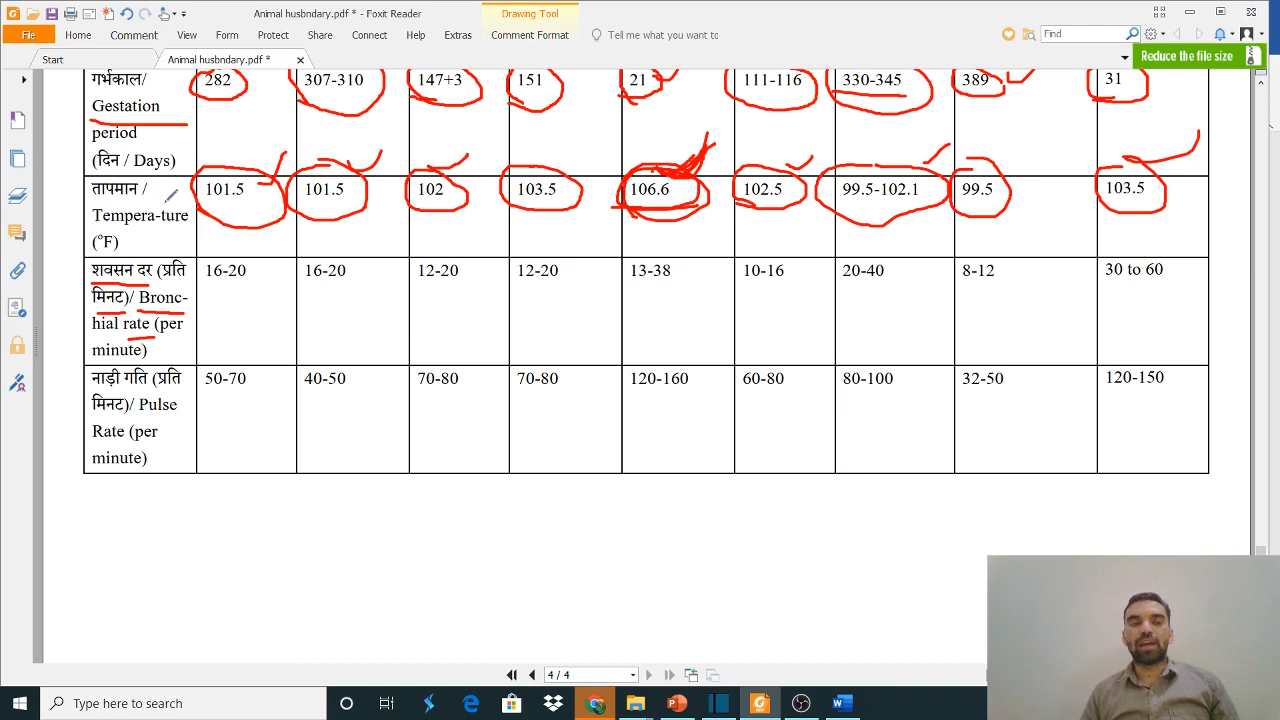 Animal husbndary.pdf * - Foxit Reader
Drawing Tool
File Home Comment View Form Protect Share Connect Help Extras Comment Format Tell me what you want to Find
Start Animal husbndary.pdf *
Reduce the file size
गर्भकाल/ 282 307-310 147+3 151 21 111-116 330-345 389 31
Gestation
period
(दिन / Days)
तापमान / 101.5 101.5 102 103.5 106.6 102.5 99.5-102.1 99.5 103.5
Tempera-ture
(°F)
शवसन दर (प्रति 16-20 16-20 12-20 12-20 13-38 10-16 20-40 8-12 30 to 60
मिनट)/ Bronc-
hial rate (per
minute)
नाड़ी गति (प्रति 50-70 40-50 70-80 70-80 120-160 60-80 80-100 32-50 120-150
मिनट)/ Pulse
Rate (per
minute)
4 / 4
Type here to search